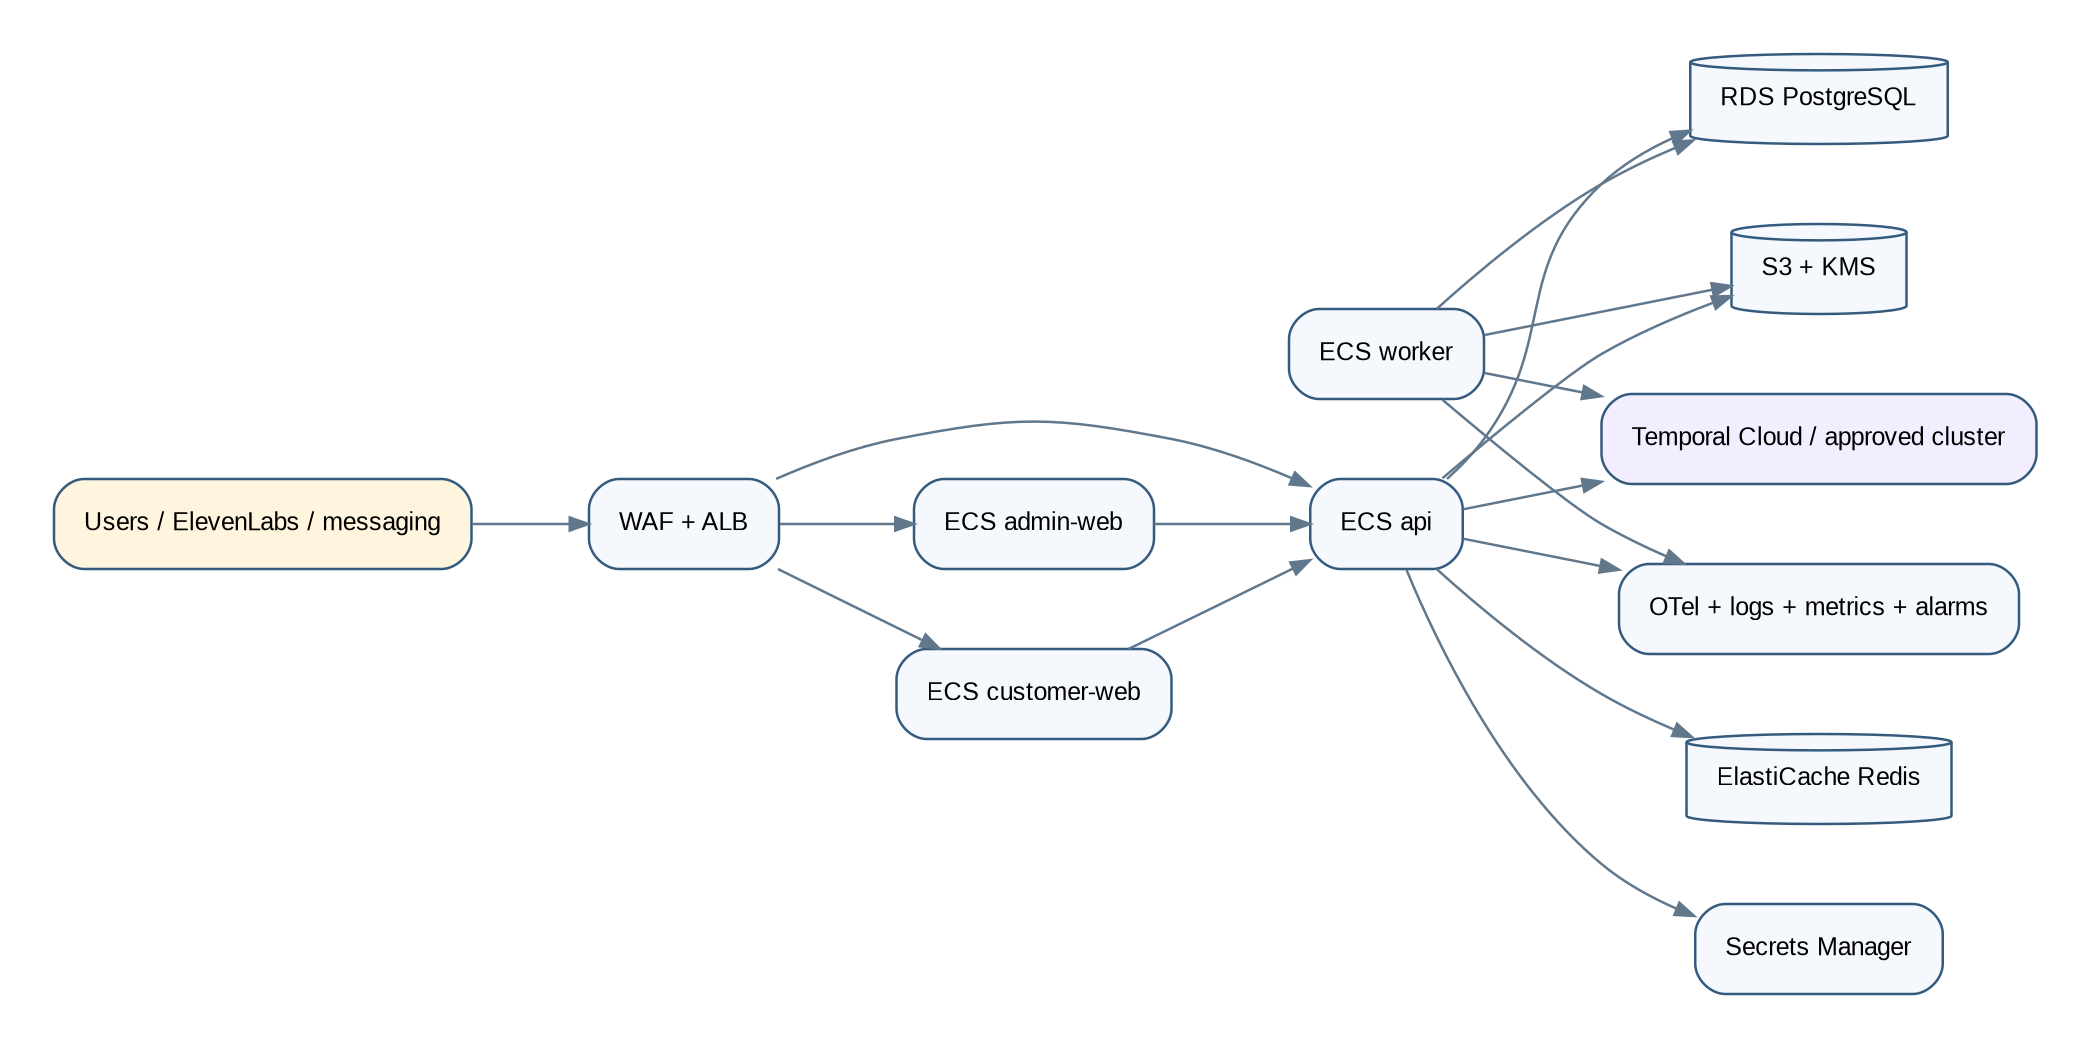 Users / ElevenLabs / messaging
WAF + ALB
ECS admin-web
ECS customer-web
ECS worker
ECS api
RDS PostgreSQL
S3 + KMS
Temporal Cloud / approved cluster
OTel + logs + metrics + alarms
ElastiCache Redis
Secrets Manager